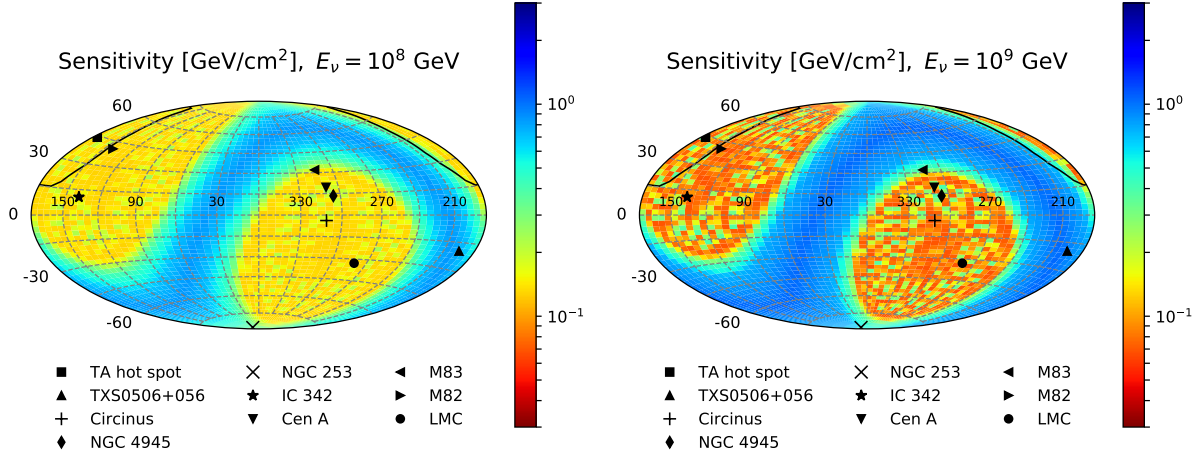 Sensitivity [GeV/cm²], Eν = 10⁸ GeV
60
30
150 90 30 330 270 210
0
-30
-60
10⁰
10⁻¹
TA hot spot
TXS0506+056
Circinus
NGC 4945
NGC 253
IC 342
Cen A
M83
M82
LMC
Sensitivity [GeV/cm²], Eν = 10⁹ GeV
60
30
150 90 30 330 270 210
0
-30
-60
10⁰
10⁻¹
TA hot spot
TXS0506+056
Circinus
NGC 4945
NGC 253
IC 342
Cen A
M83
M82
LMC